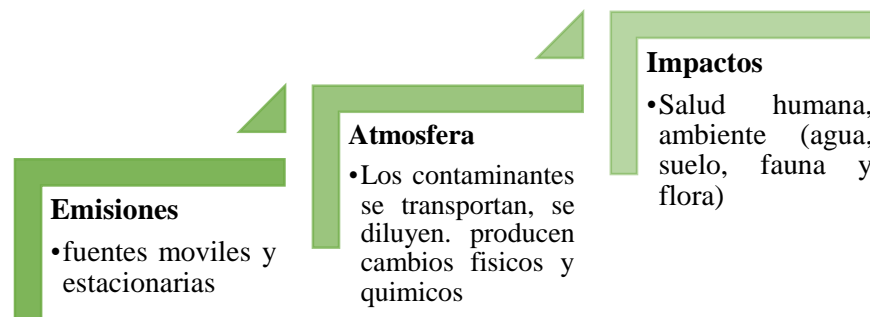 Emisiones
•fuentes moviles y
estacionarias
Atmosfera
•Los contaminantes
se transportan, se
diluyen. producen
cambios fisicos y
quimicos
Impactos
•Salud humana,
ambiente (agua,
suelo, fauna y
flora)